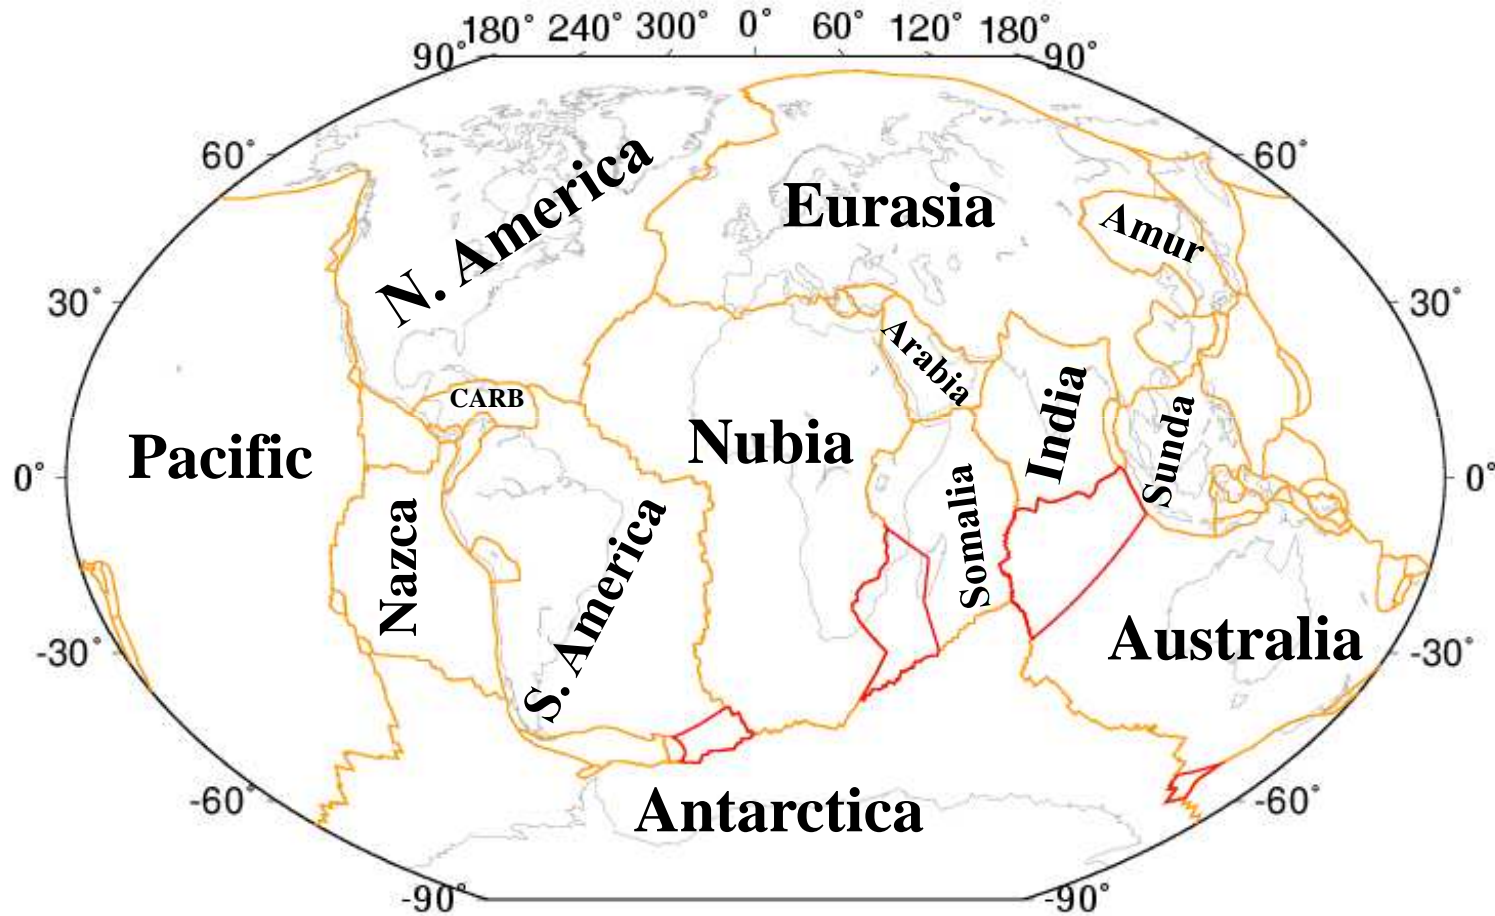 180° 240° 300° 0° 60° 120° 180°
90° 90°
60° 60°
N. America
Eurasia
Amur
30° 30°
Arabia
CARB
India
Sunda
Pacific
Nubia
0° 0°
Somalia
Nazca
S. America
Australia
-30° -30°
-60° -60°
Antarctica
-90° -90°